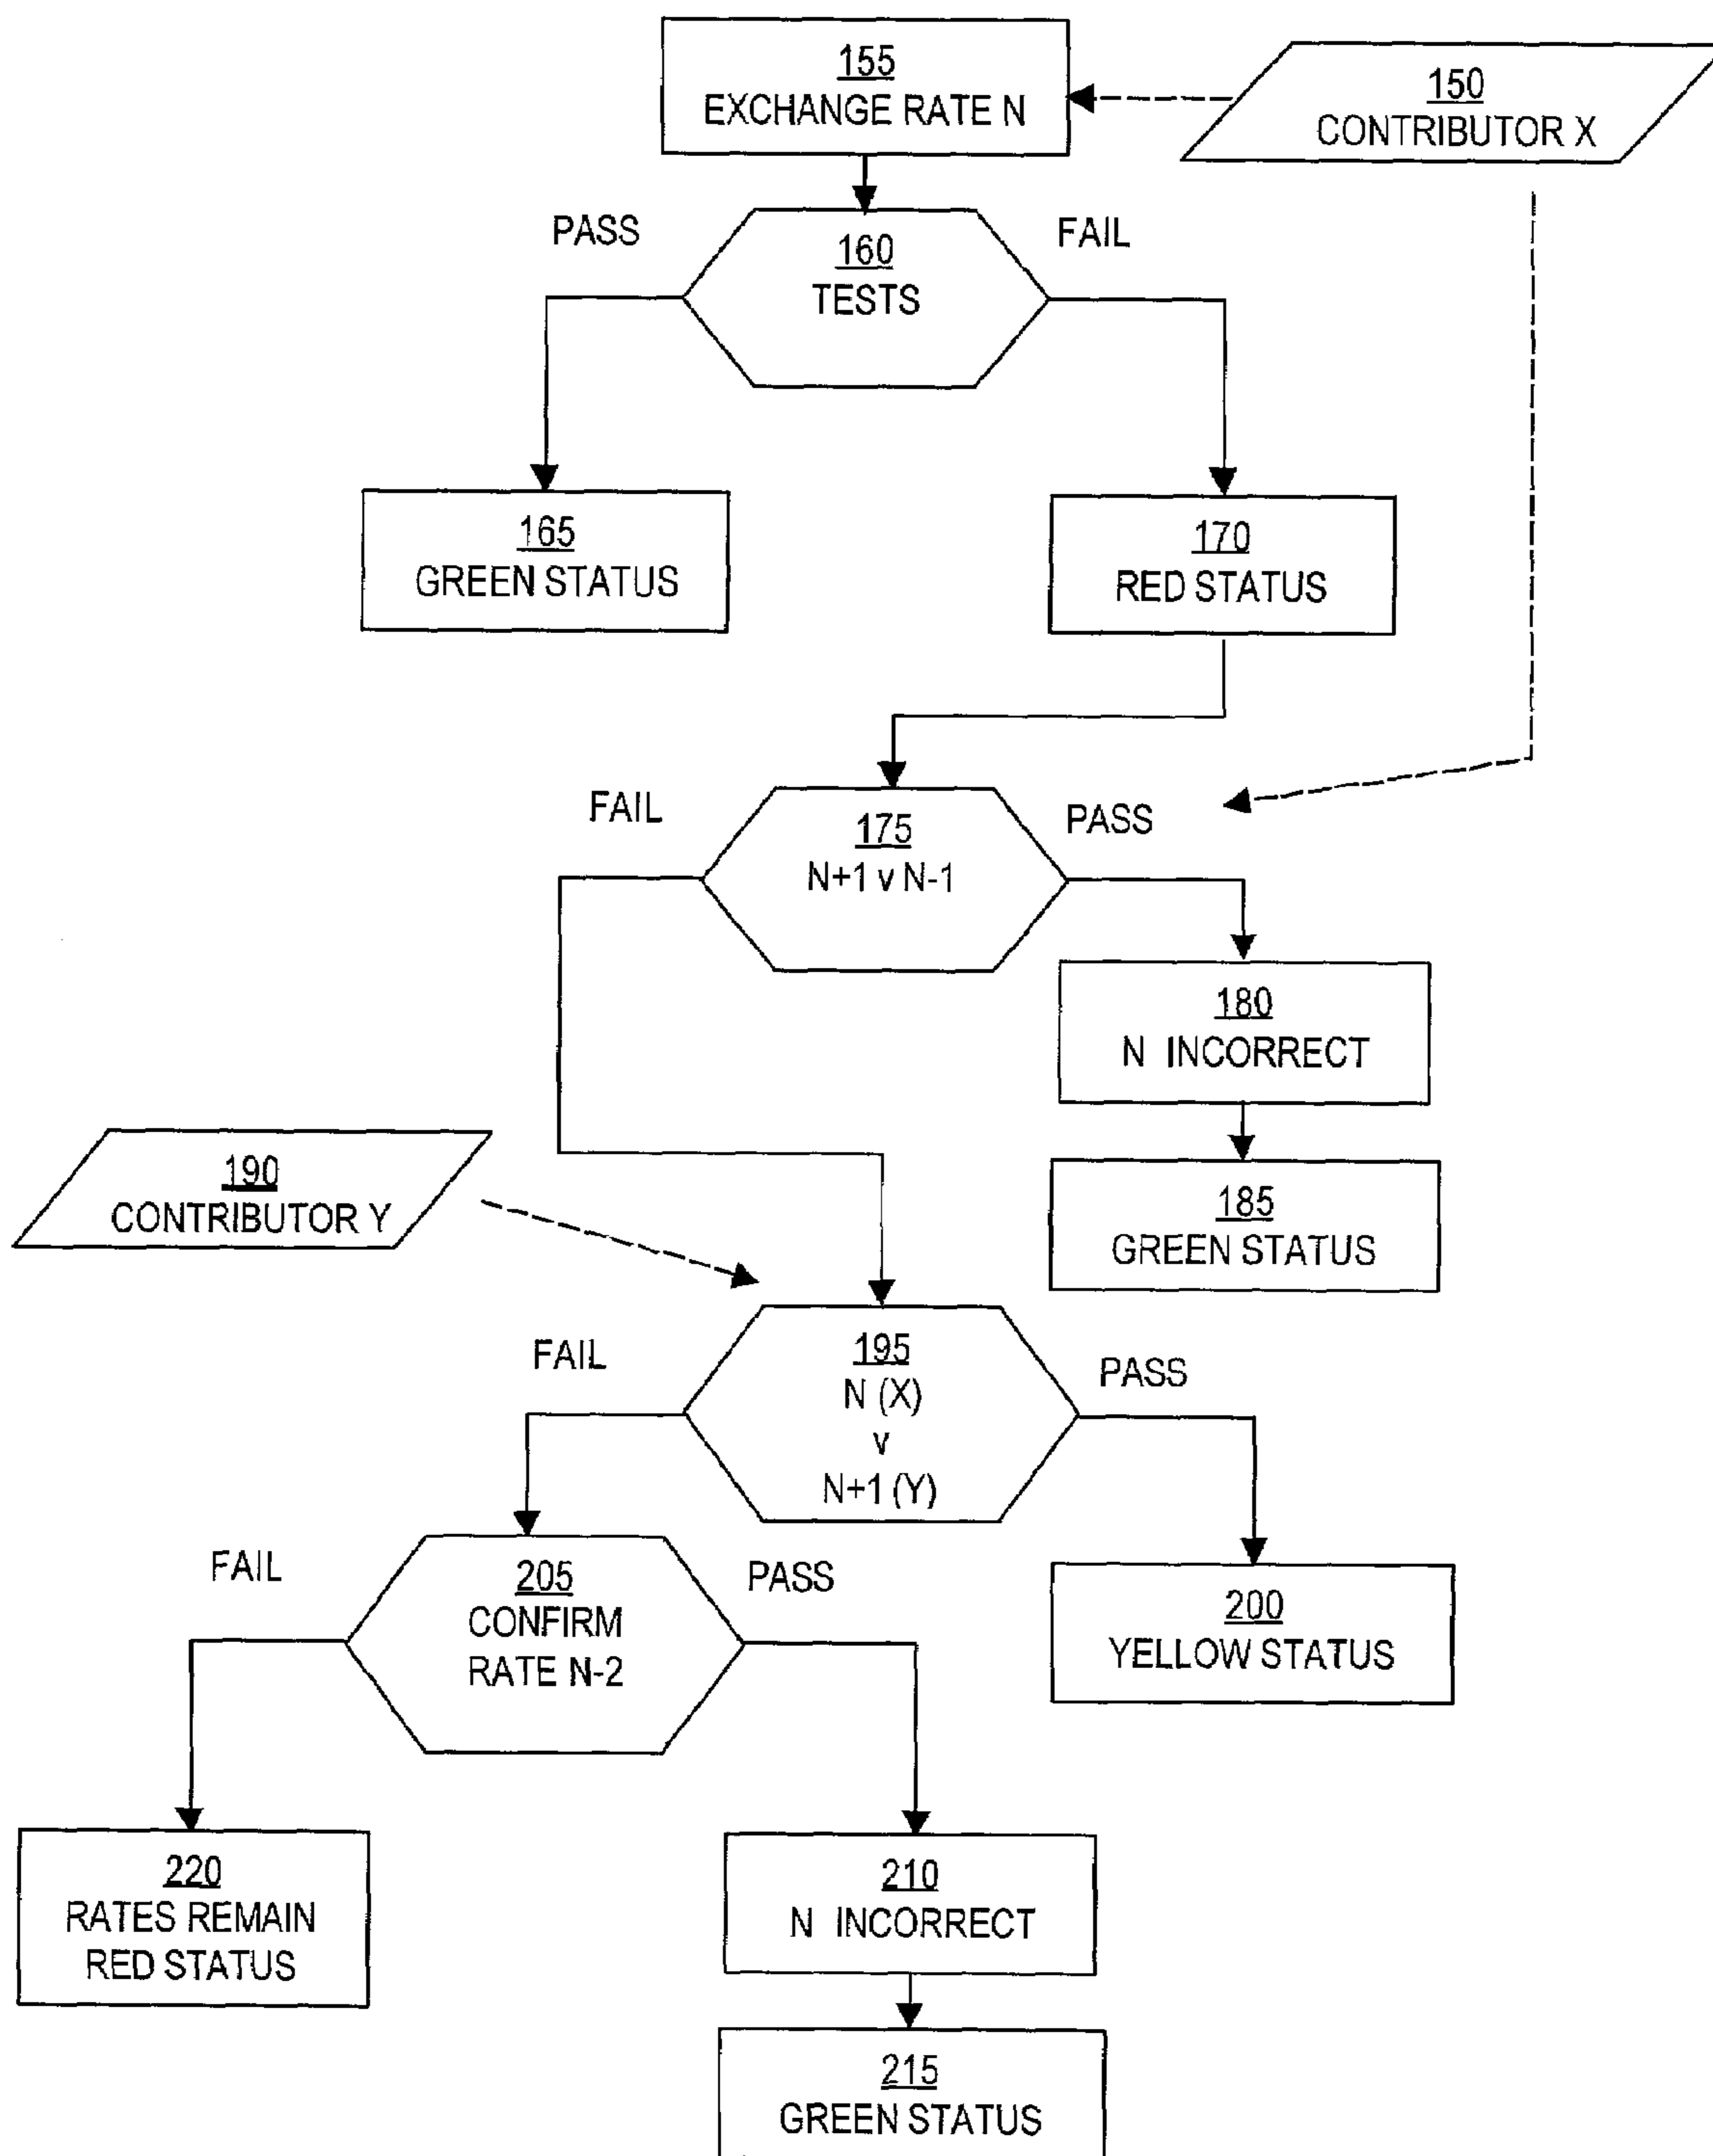 155
EXCHANGE RATE N
150
CONTRIBUTOR X
PASS
FAIL
160
TESTS
165
GREEN STATUS
170
RED STATUS
FAIL
PASS
175
N+1 v N-1
180
N INCORRECT
190
CONTRIBUTOR Y
185
GREEN STATUS
FAIL
PASS
195
N (X)
v
N+1 (Y)
FAIL
PASS
205
CONFIRM
RATE N-2
200
YELLOW STATUS
220
RATES REMAIN
RED STATUS
210
N INCORRECT
215
GREEN STATUS